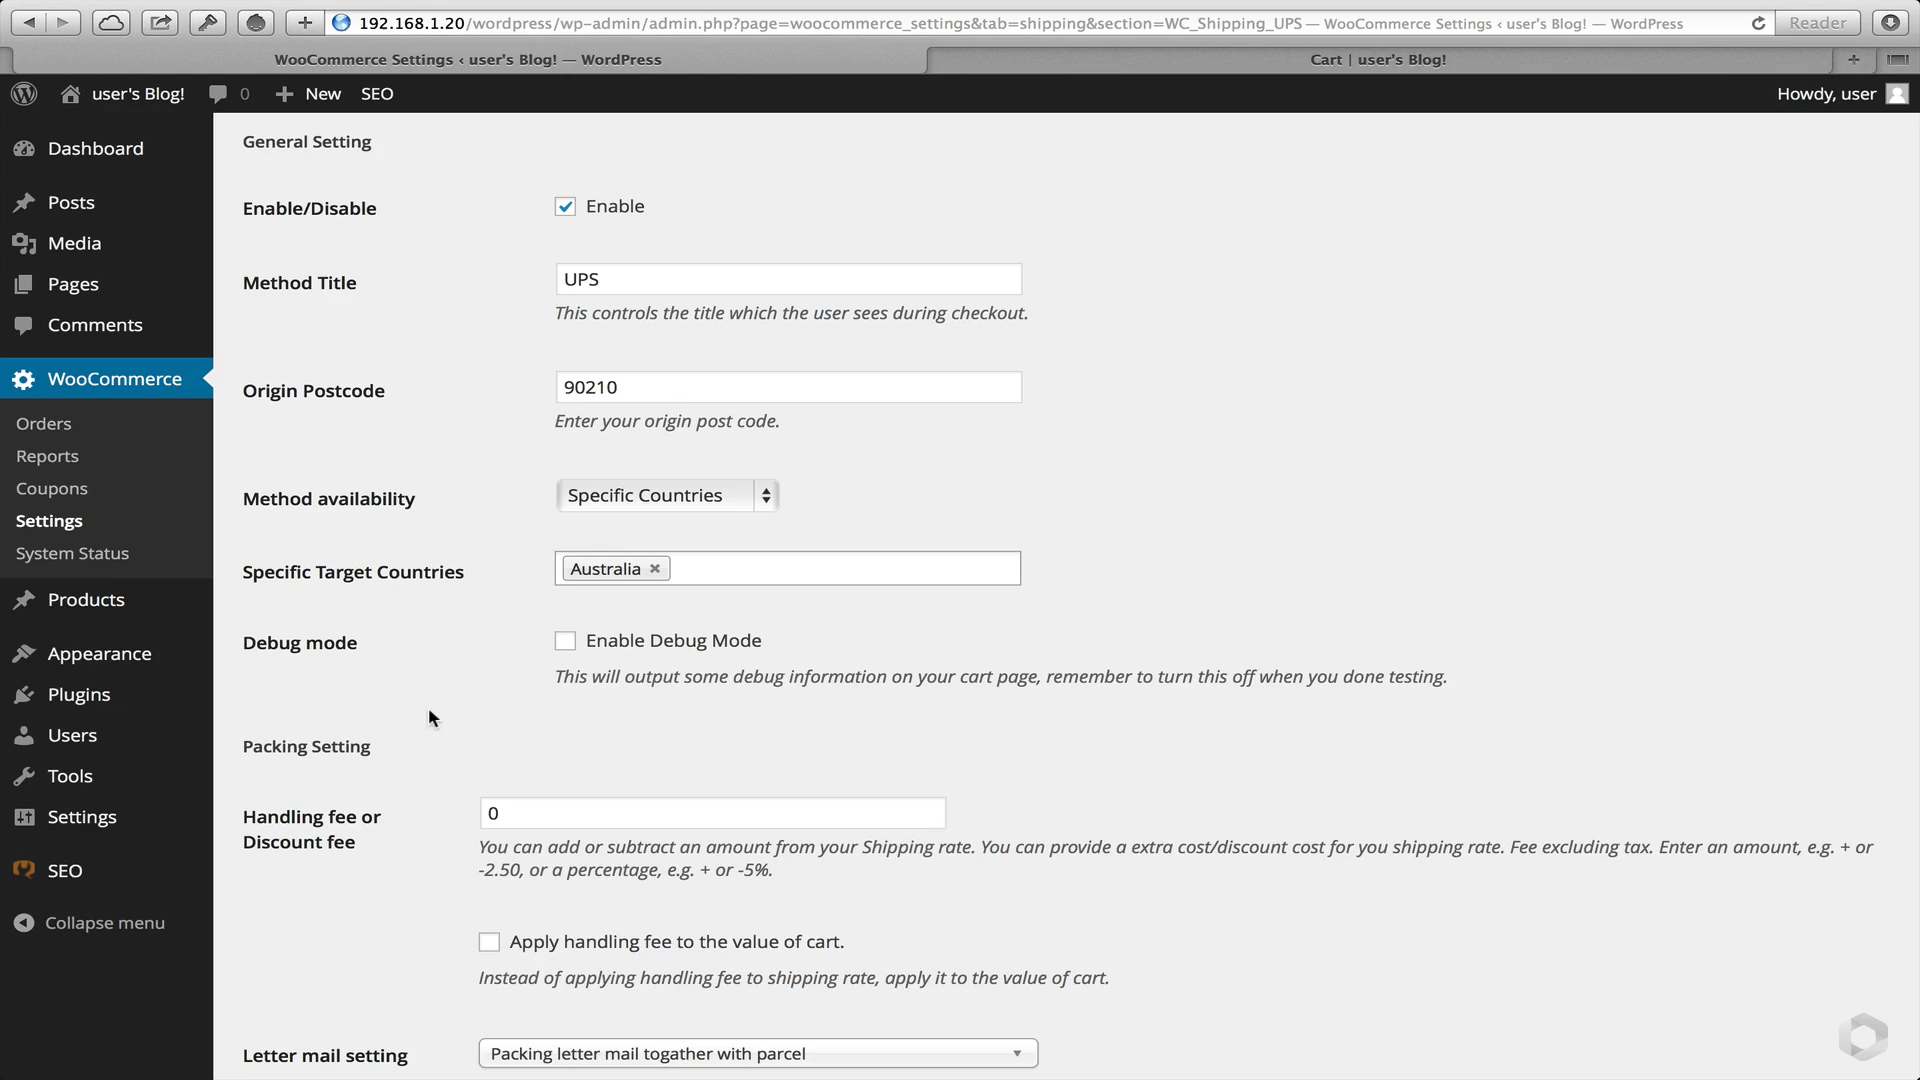 192.168.1.20/wordpress/wp-admin/admin.php?page=woocommerce_settings&tab=shipping&section=WC_Shipping_UPS — WooCommerce Settings ‹ user's Blog! — WordPress
Reader
WooCommerce Settings ‹ user's Blog! — WordPress
Cart | user's Blog!
user's Blog!
0
New
SEO
Howdy, user
Dashboard
Posts
Media
Pages
Comments
WooCommerce
Orders
Reports
Coupons
Settings
System Status
Products
Appearance
Plugins
Users
Tools
Settings
SEO
Collapse menu
General Setting
Enable/Disable
Enable
Method Title
UPS
This controls the title which the user sees during checkout.
Origin Postcode
90210
Enter your origin post code.
Method availability
Specific Countries
Specific Target Countries
Australia
Debug mode
Enable Debug Mode
This will output some debug information on your cart page, remember to turn this off when you done testing.
Packing Setting
Handling fee or
Discount fee
0
You can add or subtract an amount from your Shipping rate. You can provide a extra cost/discount cost for you shipping rate. Fee excluding tax. Enter an amount, e.g. + or
-2.50, or a percentage, e.g. + or -5%.
Apply handling fee to the value of cart.
Instead of applying handling fee to shipping rate, apply it to the value of cart.
Letter mail setting
Packing letter mail togather with parcel